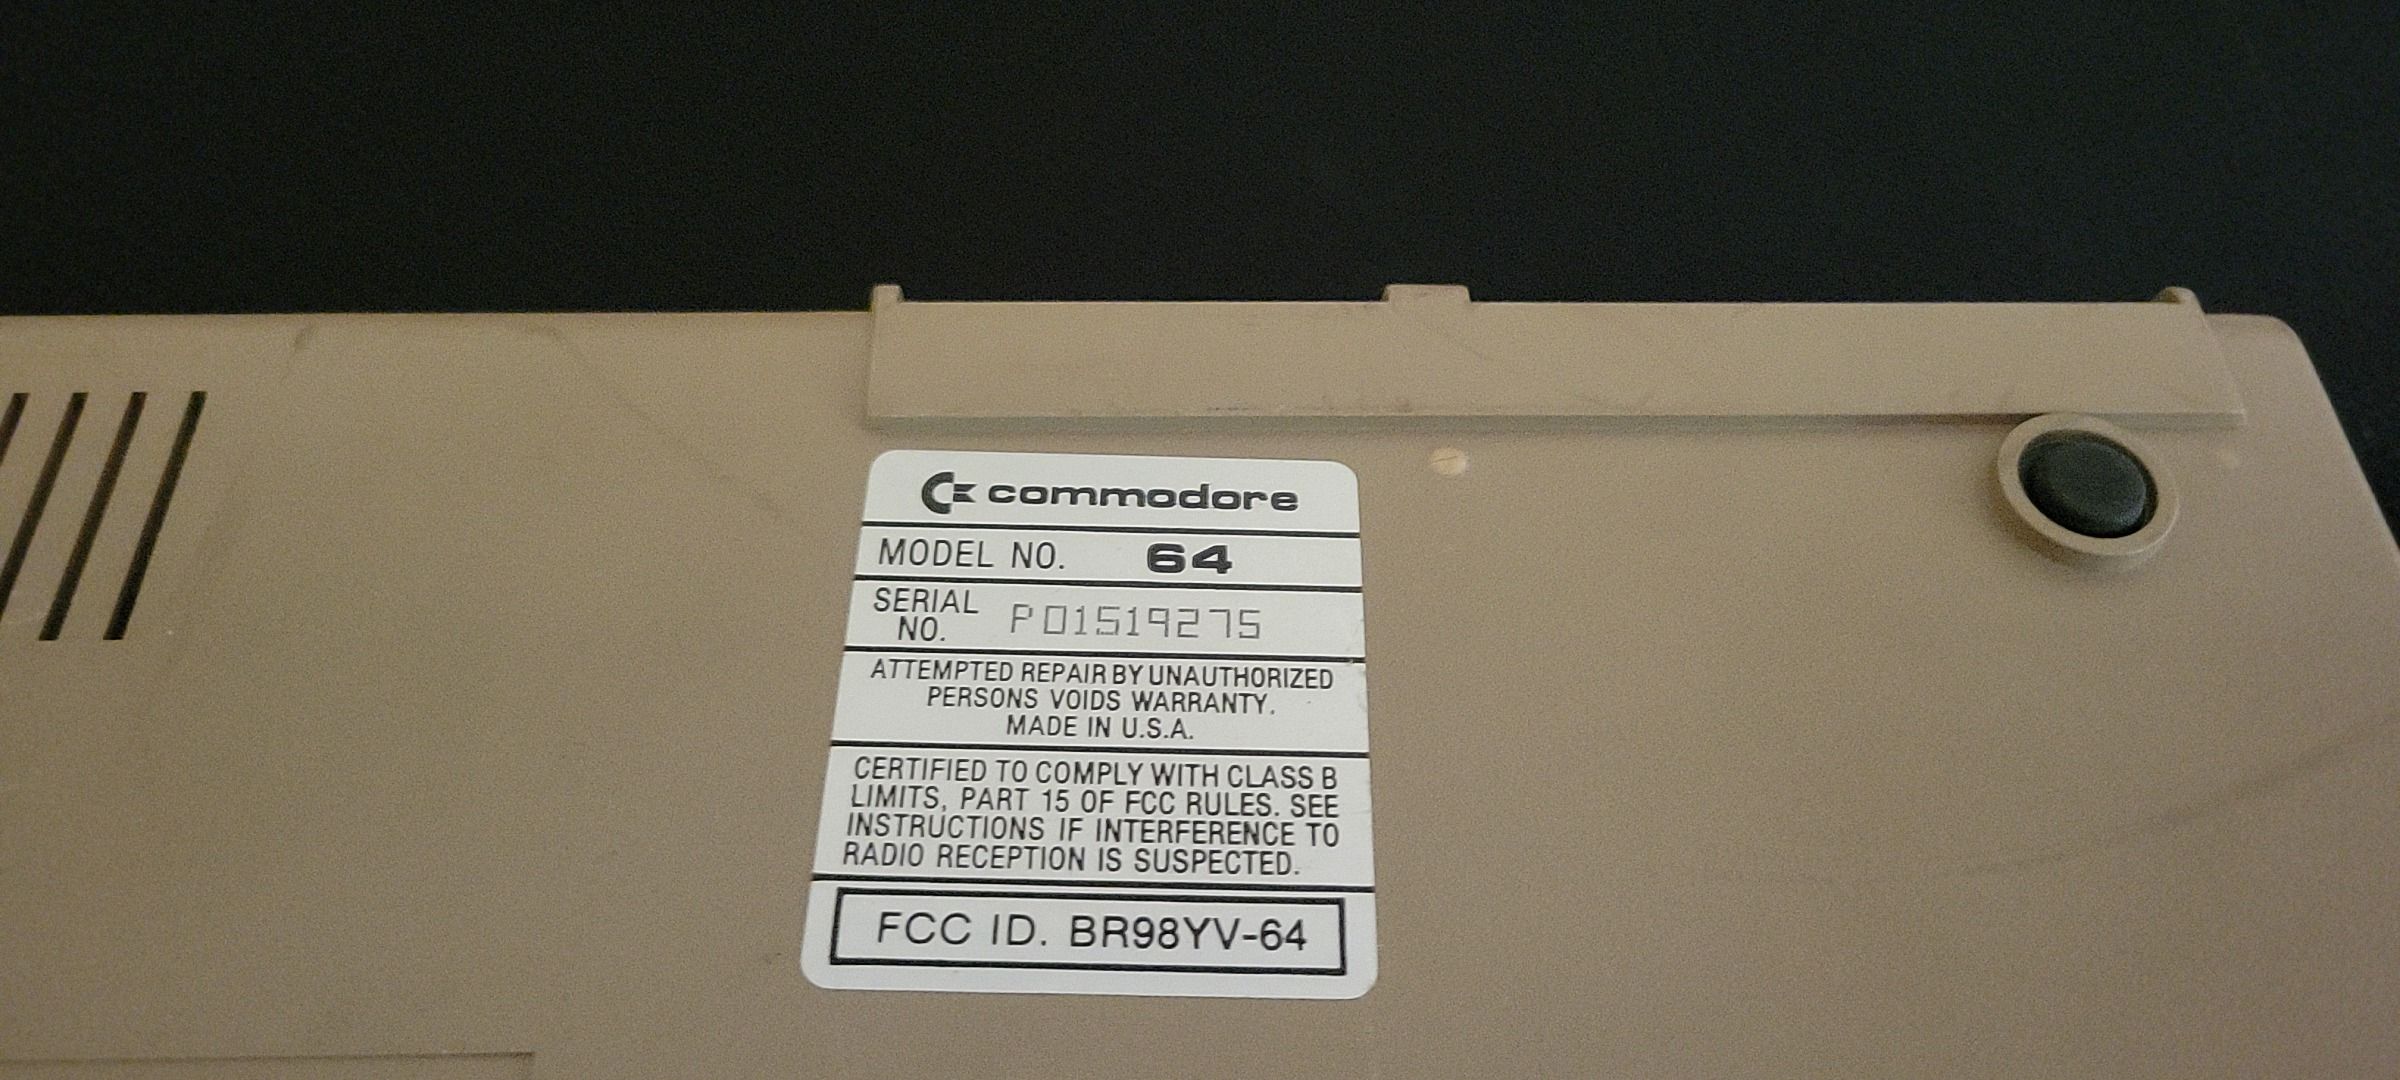 commodore
MODEL NO. 64
SERIAL NO. P01519275
ATTEMPTED REPAIR BY UNAUTHORIZED
PERSONS VOIDS WARRANTY.
MADE IN U.S.A.
CERTIFIED TO COMPLY WITH CLASS B
LIMITS, PART 15 OF FCC RULES. SEE
INSTRUCTIONS IF INTERFERENCE TO
RADIO RECEPTION IS SUSPECTED.
FCC ID. BR98YV-64